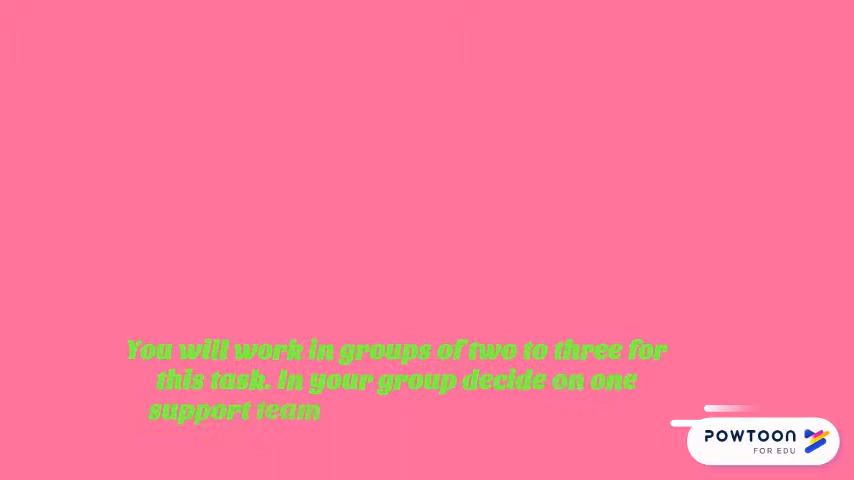 You will work in groups of two to three for
this task. In your group decide on one
support team
POWTOON
FOR EDU